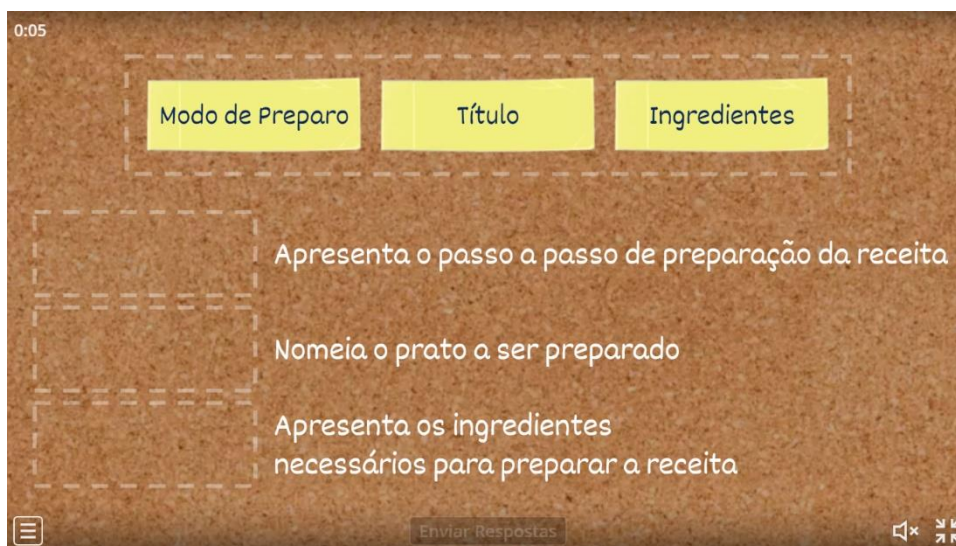 0:05
Modo de Preparo
Título
Ingredientes
Apresenta o passo a passo de preparação da receita
Nomeia o prato a ser preparado
Apresenta os ingredientes
necessários para preparar a receita
Enviar Respostas